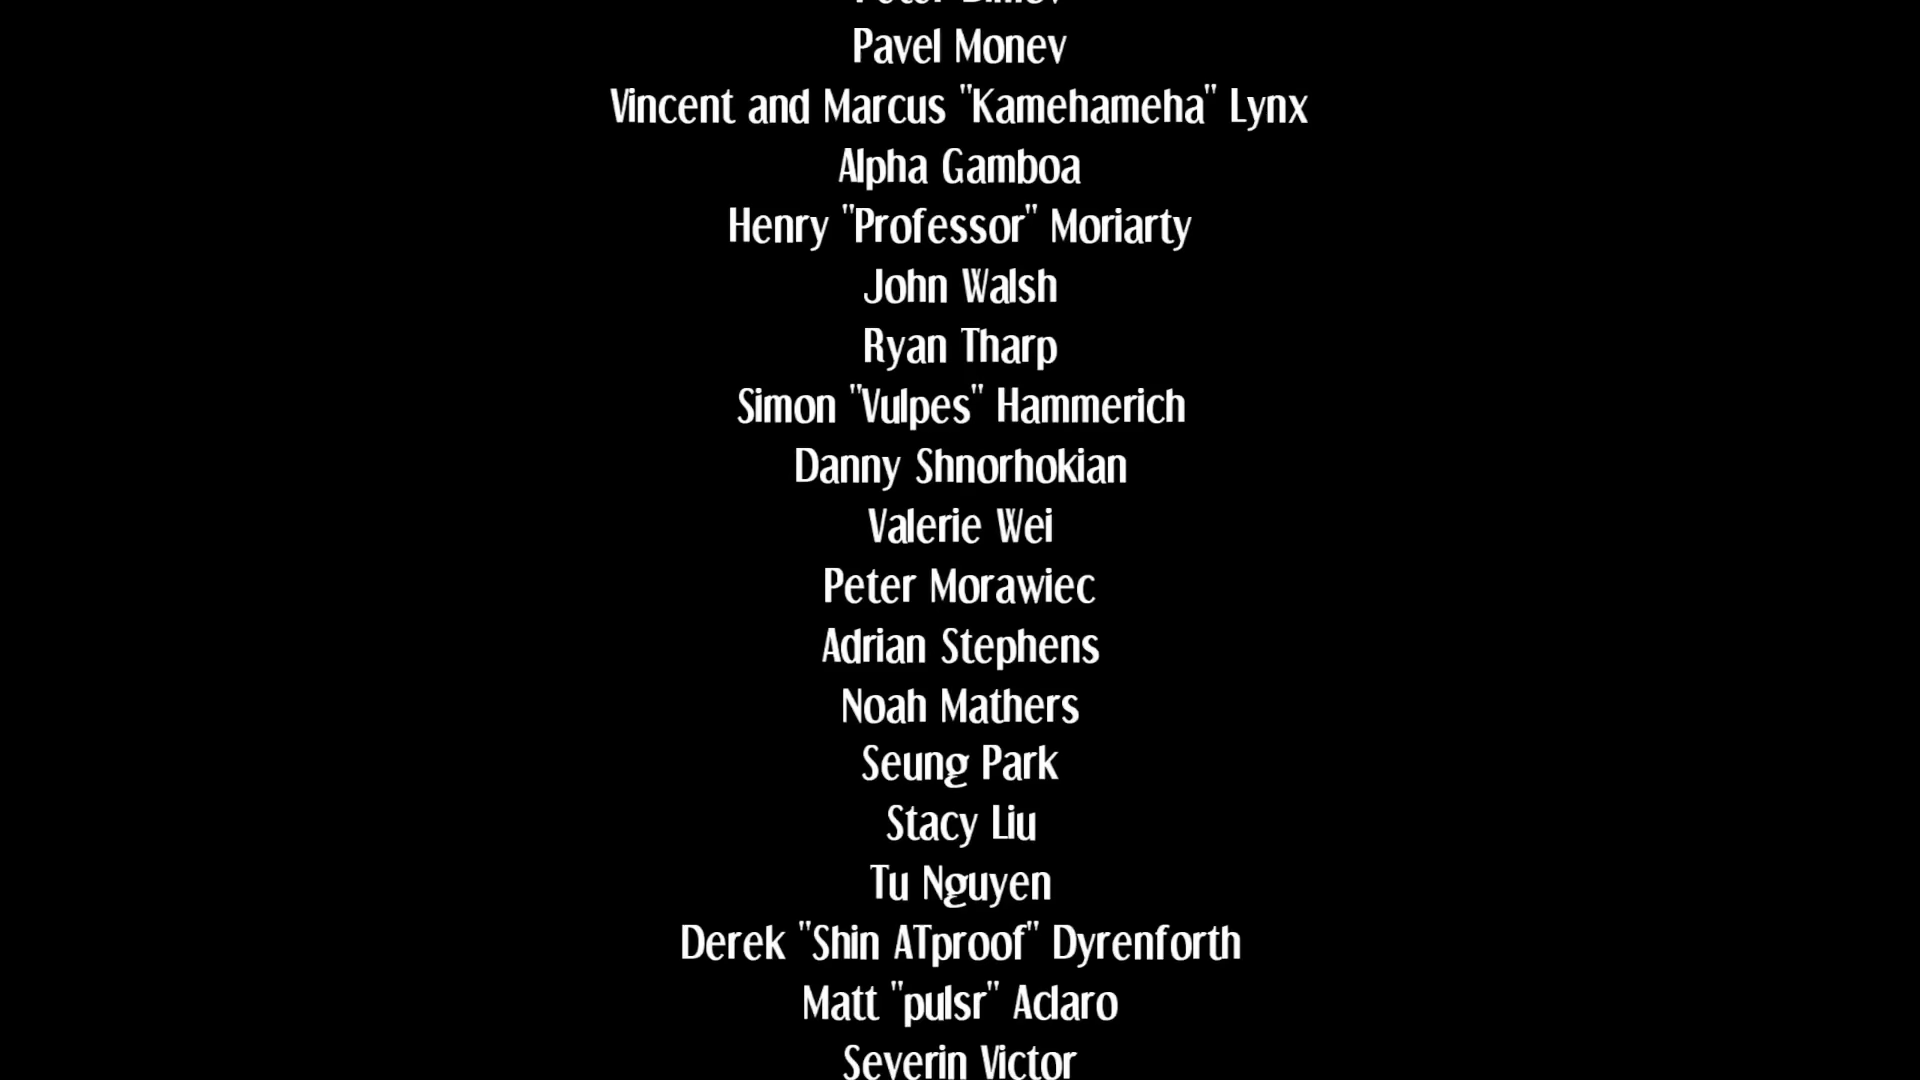 Pavel Monev
Vincent and Marcus "Kamehameha" Lynx
Alpha Gamboa
Henry "Professor" Moriarty
John Walsh
Ryan Tharp
Simon "Vulpes" Hammerich
Danny Shnorhokian
Valerie Wei
Peter Morawiec
Adrian Stephens
Noah Mathers
Seung Park
Stacy Liu
Tu Nguyen
Derek "Shin ATproof" Dyrenforth
Matt "pulsr" Aclaro
Severin Victor